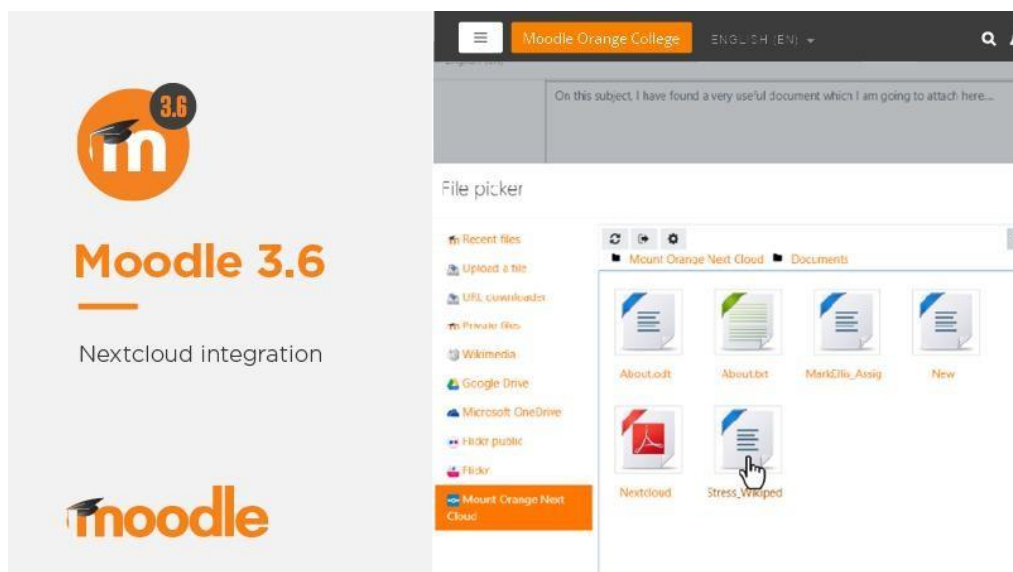 3.6
m
Moodle 3.6
Nextcloud integration
moodle
Moodle Orange College
ENGLISH (EN)
On this subject, I have found a very useful document which I am going to attach here...
File picker
Recent files
Upload a file
URL downloader
Private files
Wikimedia
Google Drive
Microsoft OneDrive
Flickr public
Flickr
Mount Orange Next
Cloud
Mount Orange Next Cloud Documents
About.odt About.txt MarkEllis_Assig New
Nextcloud Stress_Wikiped